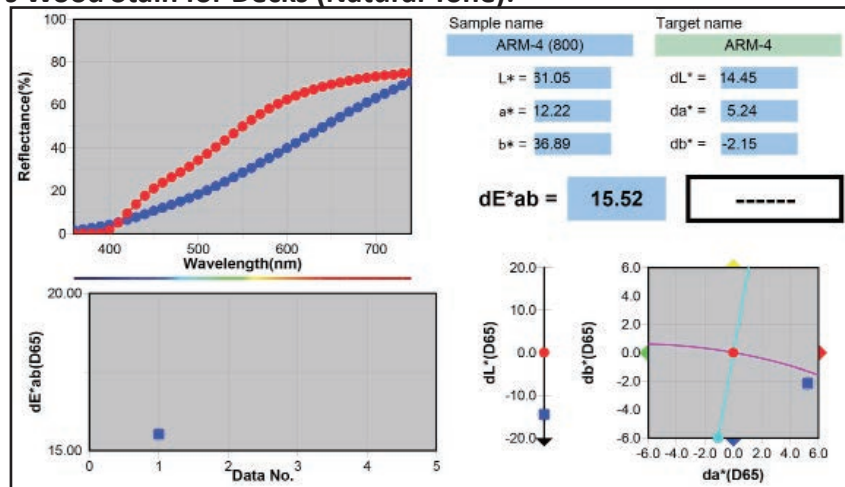 s Wood Stain for Decks (Natural Tone).
100
80
60
40
20
0
Reflectance(%)
400 500 600 700
Wavelength(nm)
Sample name Target name
ARM-4 (800) ARM-4
L* = 61.05 dL* = 14.45
a* = 12.22 da* = 5.24
b* = 36.89 db* = -2.15
dE*ab = 15.52 ------
20.00
15.00
dE*ab(D65)
0 1 2 3 4 5
Data No.
20.0
10.0
0.0
-10.0
-20.0
dL*(D65)
6.0
4.0
2.0
0.0
-2.0
-4.0
-6.0
db*(D65)
-6.0 -4.0 -2.0 0.0 2.0 4.0 6.0
da*(D65)